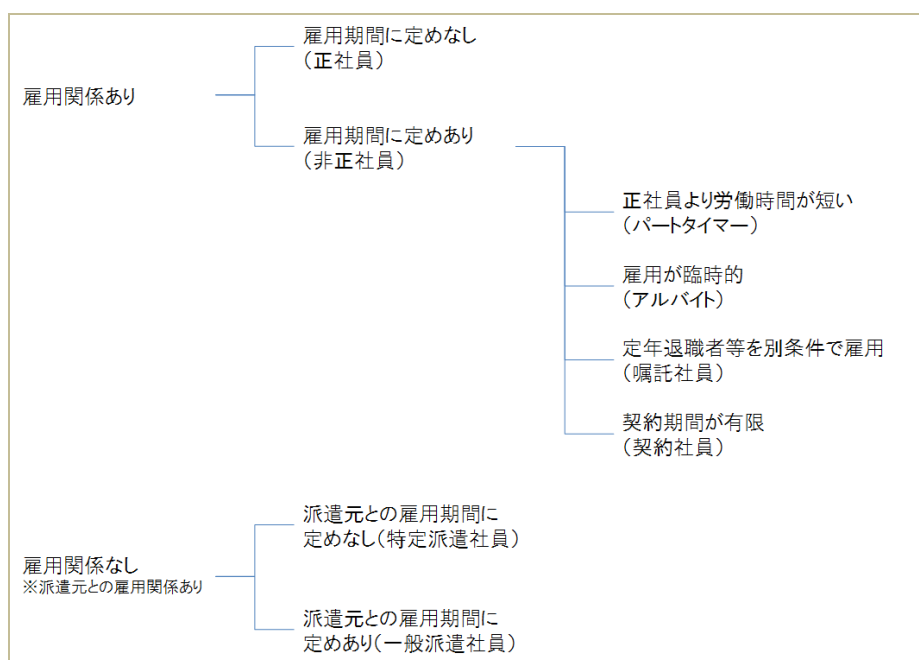 雇用期間に定めなし
(正社員)
雇用関係あり
雇用期間に定めあり
(非正社員)
正社員より労働時間が短い
(パートタイマー)
雇用が臨時的
(アルバイト)
定年退職者等を別条件で雇用
(嘱託社員)
契約期間が有限
(契約社員)
派遣元との雇用期間に
定めなし(特定派遣社員)
雇用関係なし
※派遣元との雇用関係あり
派遣元との雇用期間に
定めあり(一般派遣社員)